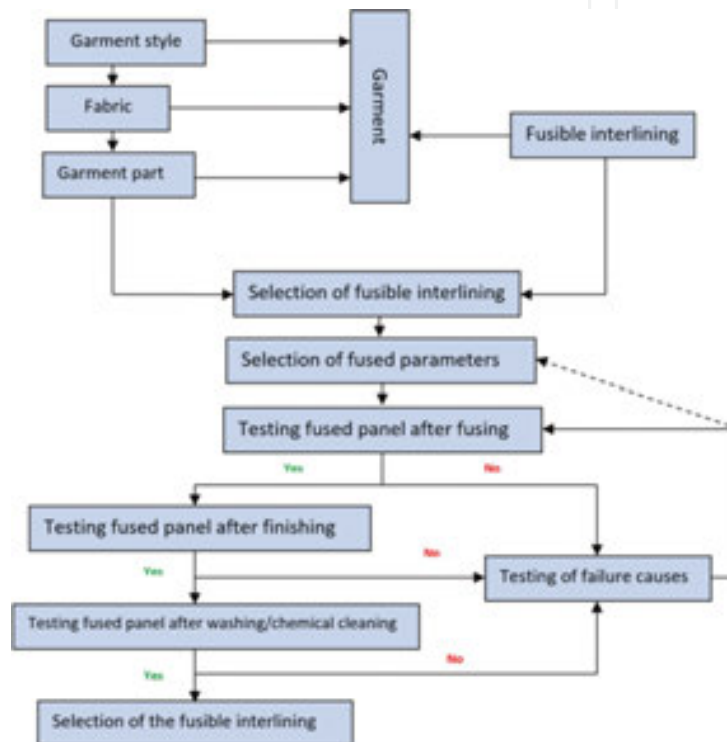 Garment style
Fabric
Garment part
Garment
Fusible interlining
Selection of fusible interlining
Selection of fused parameters
Testing fused panel after fusing
Yes
No
Testing fused panel after finishing
No
Yes
Testing of failure causes
Testing fused panel after washing/chemical cleaning
No
Yes
Selection of the fusible interlining